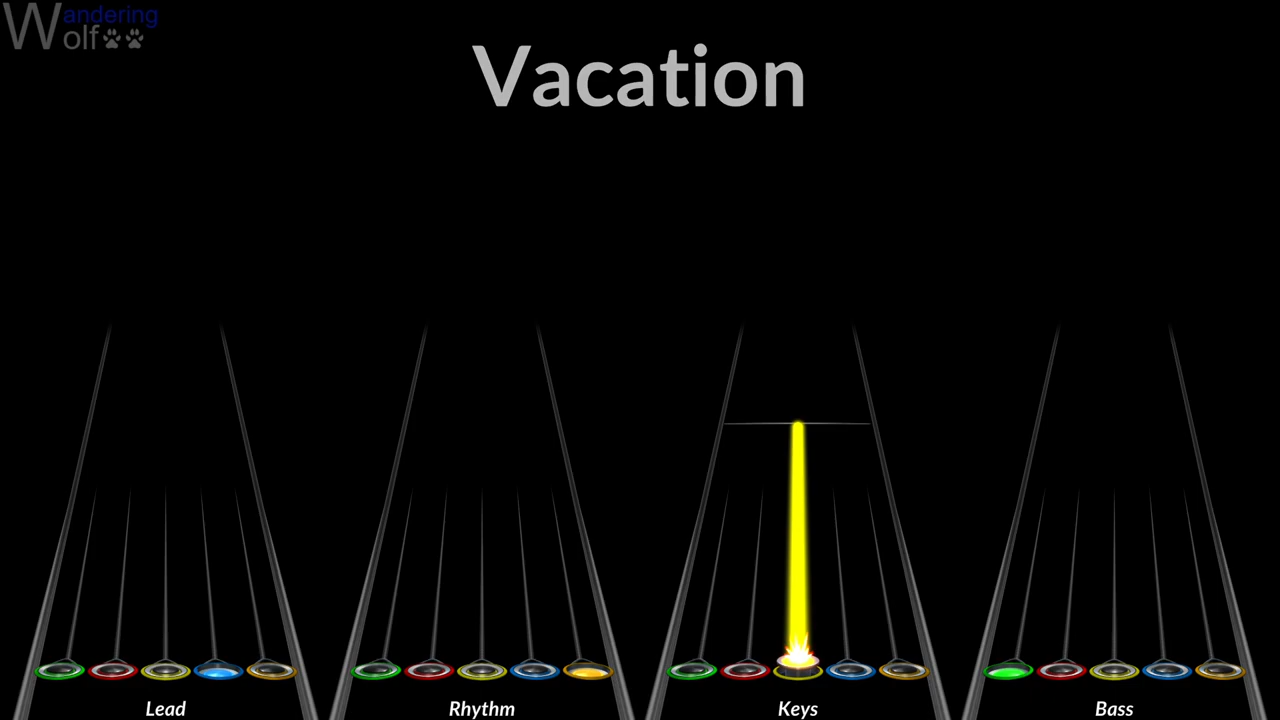 Wandering
Wolf
Vacation
Lead
Rhythm
Keys
Bass